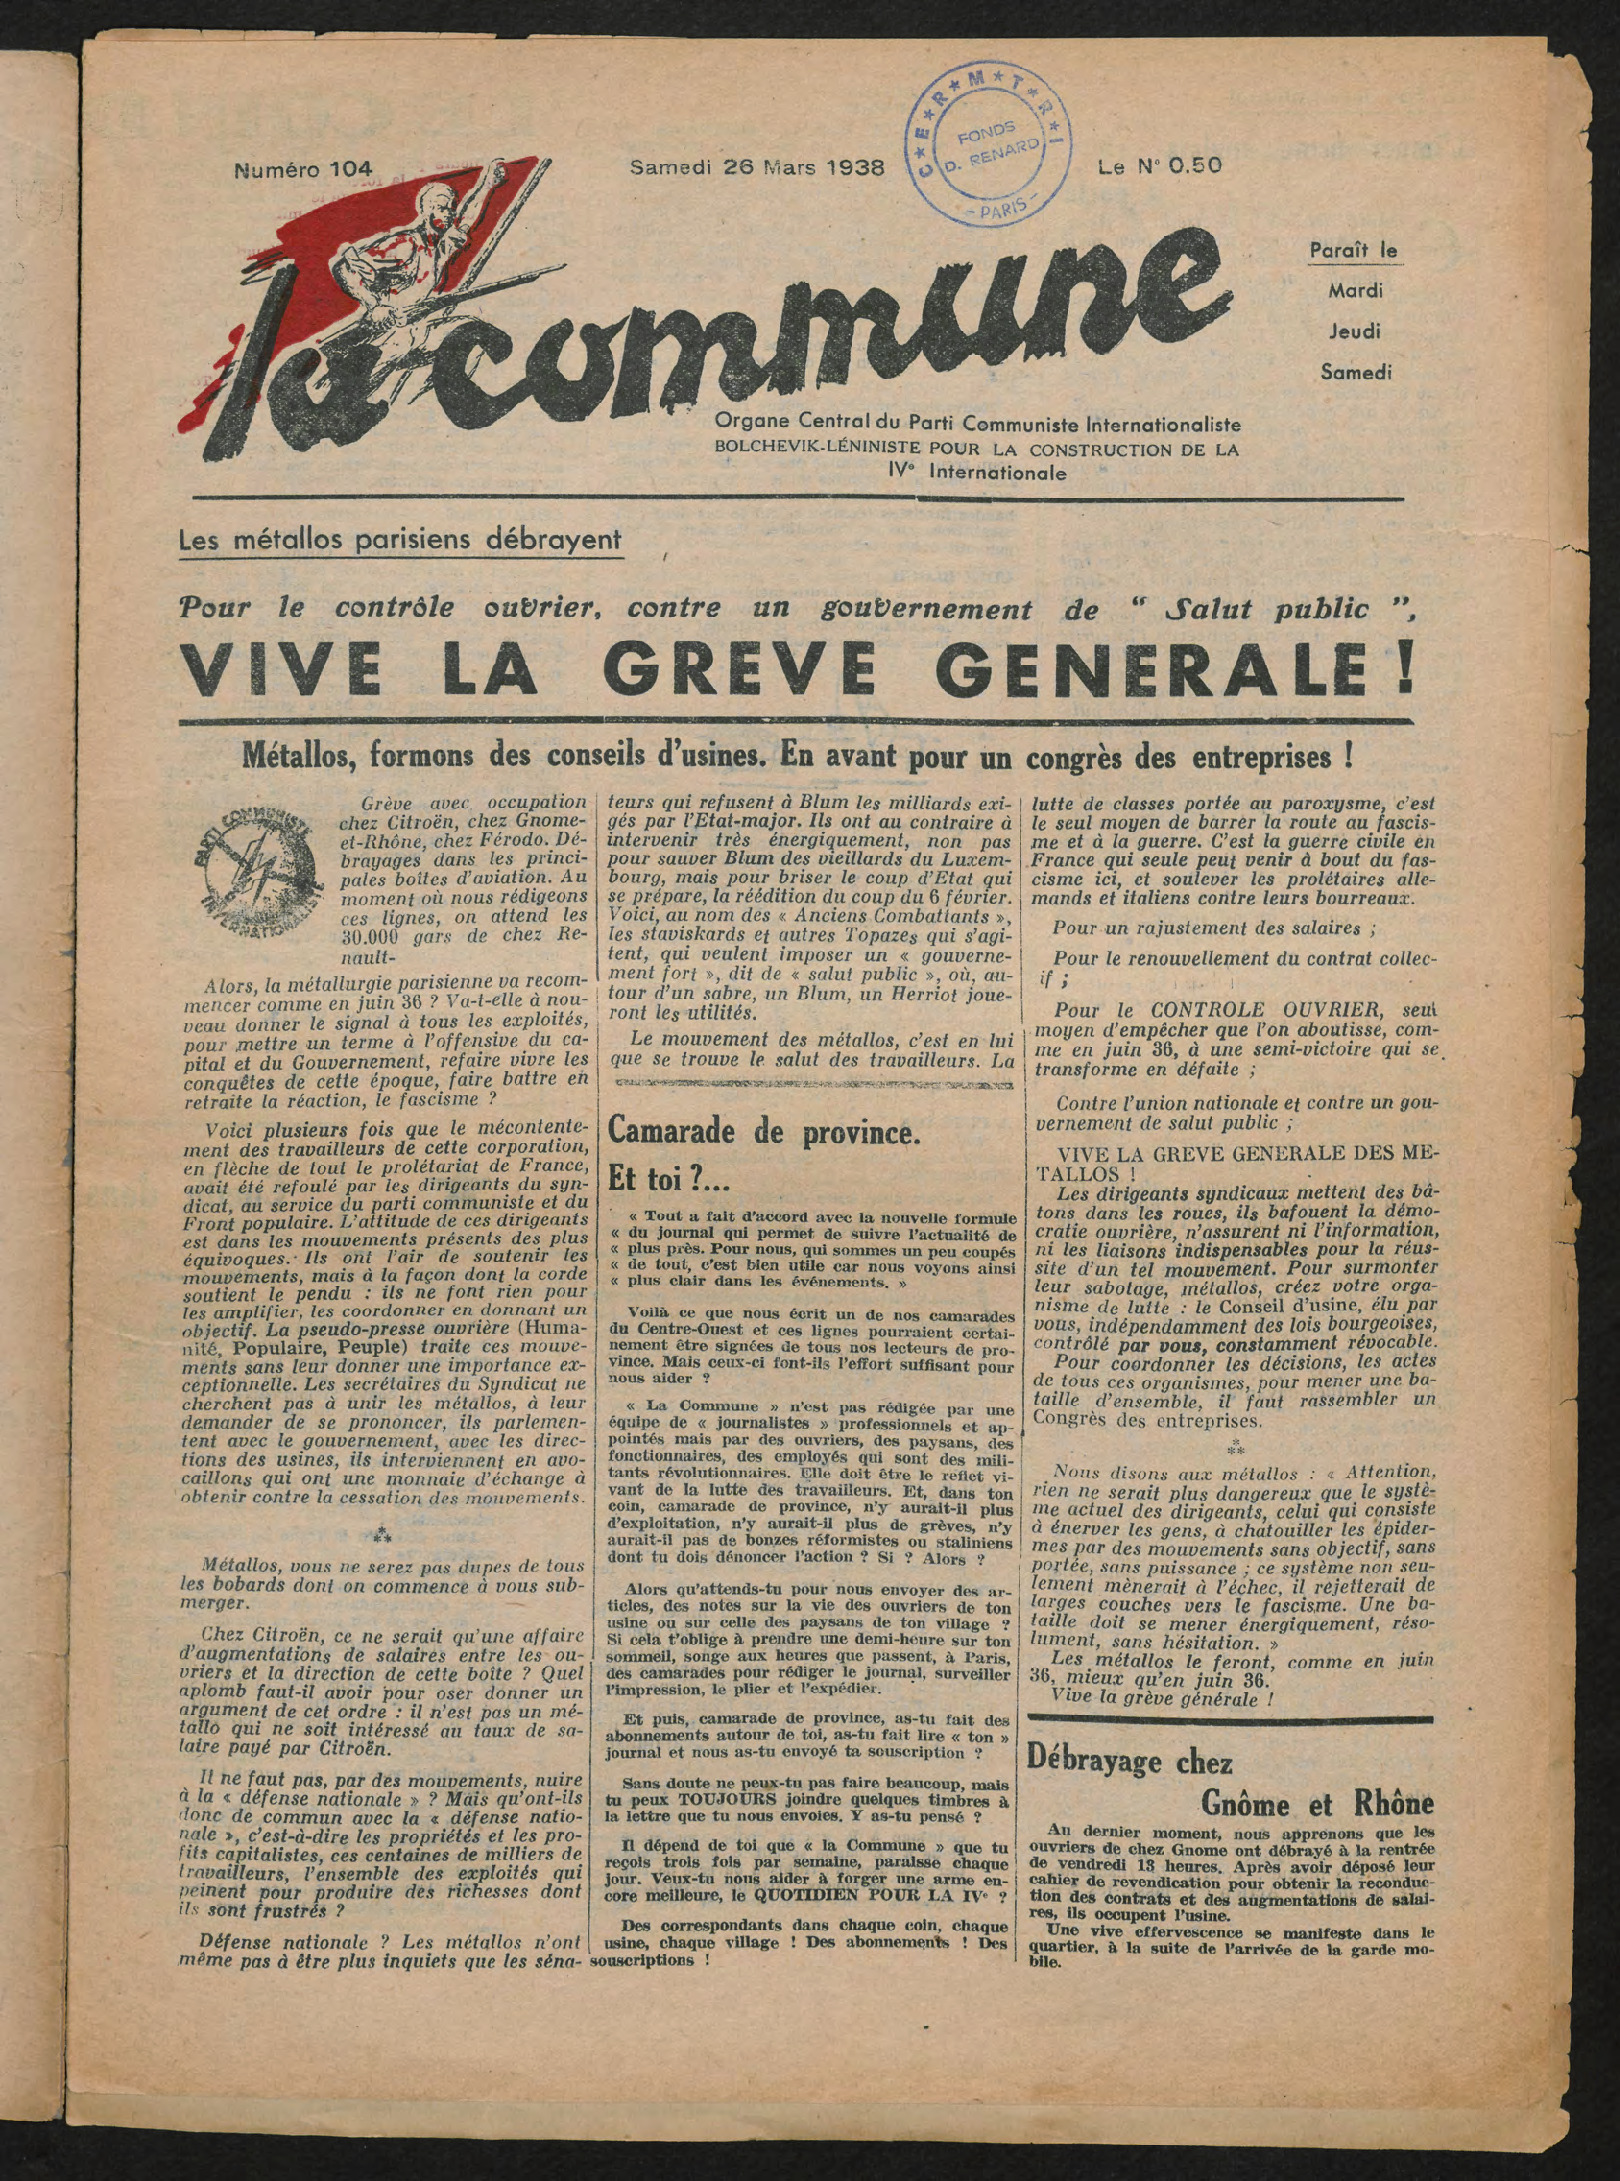 C★E★R★M★T★R★I
FONDS
D. RENARD
- PARIS -
Numéro 104
Samedi 26 Mars 1938
Le N° 0.50
la commune
Paraît le
Mardi
Jeudi
Samedi
Organe Central du Parti Communiste Internationaliste
BOLCHEVIK-LÉNINISTE POUR LA CONSTRUCTION DE LA
IVe Internationale
Les métallos parisiens débrayent
Pour le contrôle ouvrier, contre un gouvernement de “ Salut public ”,
VIVE LA GREVE GENERALE !
Métallos, formons des conseils d'usines. En avant pour un congrès des entreprises !
PARTI COMMUNISTE
INTERNATIONALISTE
Grève avec occupation
chez Citroën, chez Gnome-
et-Rhône, chez Férodo. Dé-
brayages dans les princi-
pales boîtes d'aviation. Au
moment où nous rédigeons
ces lignes, on attend les
30.000 gars de chez Re-
nault-
Alors, la métallurgie parisienne va recom-
mencer comme en juin 36 ? Va-t-elle à nou-
veau donner le signal à tous les exploités,
pour mettre un terme à l'offensive du ca-
pital et du Gouvernement, refaire vivre les
conquêtes de cette époque, faire battre en
retraite la réaction, le fascisme ?
Voici plusieurs fois que le mécontente-
ment des travailleurs de cette corporation,
en flèche de tout le prolétariat de France,
avait été refoulé par les dirigeants du syn-
dicat, au service du parti communiste et du
Front populaire. L'attitude de ces dirigeants
est dans les mouvements présents des plus
équivoques. Ils ont l'air de soutenir les
mouvements, mais à la façon dont la corde
soutient le pendu : ils ne font rien pour
les amplifier, les coordonner en donnant un
objectif. La pseudo-presse ouvrière (Huma-
nité, Populaire, Peuple) traite ces mouve-
ments sans leur donner une importance ex-
ceptionnelle. Les secrétaires du Syndicat ne
cherchent pas à unir les métallos, à leur
demander de se prononcer, ils parlemen-
tent avec le gouvernement, avec les direc-
tions des usines, ils interviennent en avo-
caillons qui ont une monnaie d'échange à
obtenir contre la cessation des mouvements.
***
Métallos, vous ne serez pas dupes de tous
les bobards dont on commence à vous sub-
merger.
Chez Citroën, ce ne serait qu'une affaire
d'augmentations de salaires entre les ou-
vriers et la direction de cette boîte ? Quel
aplomb faut-il avoir pour oser donner un
argument de cet ordre : il n'est pas un mé-
tallo qui ne soit intéressé au taux de sa-
laire payé par Citroën.
Il ne faut pas, par des mouvements, nuire
à la « défense nationale » ? Mais qu'ont-ils
donc de commun avec la « défense natio-
nale », c'est-à-dire les propriétés et les pro-
fits capitalistes, ces centaines de milliers de
travailleurs, l'ensemble des exploités qui
peinent pour produire des richesses dont
ils sont frustrés ?
Défense nationale ? Les métallos n'ont
même pas à être plus inquiets que les séna-
teurs qui refusent à Blum les milliards exi-
gés par l'Etat-major. Ils ont au contraire à
intervenir très énergiquement, non pas
pour sauver Blum des vieillards du Luxem-
bourg, mais pour briser le coup d'Etat qui
se prépare, la réédition du coup du 6 février.
Voici, au nom des « Anciens Combattants »,
les staviskards et autres Topazes qui s'agi-
tent, qui veulent imposer un « gouverne-
ment fort », dit de « salut public », où, au-
tour d'un sabre, un Blum, un Herriot joue-
ront les utilités.
Le mouvement des métallos, c'est en lui
que se trouve le salut des travailleurs. La
Camarade de province.
Et toi ?...
« Tout a fait d'accord avec la nouvelle formule
« du journal qui permet de suivre l'actualité de
« plus près. Pour nous, qui sommes un peu coupés
« de tout, c'est bien utile car nous voyons ainsi
« plus clair dans les événements. »
Voilà ce que nous écrit un de nos camarades
du Centre-Ouest et ces lignes pourraient certai-
nement être signées de tous nos lecteurs de pro-
vince. Mais ceux-ci font-ils l'effort suffisant pour
nous aider ?
« La Commune » n'est pas rédigée par une
équipe de « journalistes » professionnels et ap-
pointés mais par des ouvriers, des paysans, des
fonctionnaires, des employés qui sont des mili-
tants révolutionnaires. Elle doit être le reflet vi-
vant de la lutte des travailleurs. Et, dans ton
coin, camarade de province, n'y aurait-il plus
d'exploitation, n'y aurait-il plus de grèves, n'y
aurait-il pas de bonzes réformistes ou staliniens
dont tu dois dénoncer l'action ? Si ? Alors ?
Alors qu'attends-tu pour nous envoyer des ar-
ticles, des notes sur la vie des ouvriers de ton
usine ou sur celle des paysans de ton village ?
Si cela t'oblige à prendre une demi-heure sur ton
sommeil, songe aux heures que passent, à Paris,
des camarades pour rédiger le journal, surveiller
l'impression, le plier et l'expédier.
Et puis, camarade de province, as-tu fait des
abonnements autour de toi, as-tu fait lire « ton »
journal et nous as-tu envoyé ta souscription ?
Sans doute ne peux-tu pas faire beaucoup, mais
tu peux TOUJOURS joindre quelques timbres à
la lettre que tu nous envoies. Y as-tu pensé ?
Il dépend de toi que « la Commune » que tu
reçois trois fois par semaine, paraisse chaque
jour. Veux-tu nous aider à forger une arme en-
core meilleure, le QUOTIDIEN POUR LA IVe ?
Des correspondants dans chaque coin, chaque
usine, chaque village ! Des abonnements ! Des
souscriptions !
lutte de classes portée au paroxysme, c'est
le seul moyen de barrer la route au fascis-
me et à la guerre. C'est la guerre civile en
France qui seule peut venir à bout du fas-
cisme ici, et soulever les prolétaires alle-
mands et italiens contre leurs bourreaux.
Pour un rajustement des salaires ;
Pour le renouvellement du contrat collec-
if ;
Pour le CONTROLE OUVRIER, seul
moyen d'empêcher que l'on aboutisse, com-
me en juin 36, à une semi-victoire qui se
transforme en défaite ;
Contre l'union nationale et contre un gou-
vernement de salut public ;
VIVE LA GREVE GENERALE DES ME-
TALLOS !
Les dirigeants syndicaux mettent des bâ-
tons dans les roues, ils bafouent la démo-
cratie ouvrière, n'assurent ni l'information,
ni les liaisons indispensables pour la réus-
site d'un tel mouvement. Pour surmonter
leur sabotage, métallos, créez votre orga-
nisme de lutte : le Conseil d'usine, élu par
vous, indépendamment des lois bourgeoises,
contrôlé par vous, constamment révocable.
Pour coordonner les décisions, les actes
de tous ces organismes, pour mener une ba-
taille d'ensemble, il faut rassembler un
Congrès des entreprises.
***
Nous disons aux métallos : « Attention,
rien ne serait plus dangereux que le systè-
me actuel des dirigeants, celui qui consiste
à énerver les gens, à chatouiller les épider-
mes par des mouvements sans objectif, sans
portée, sans puissance ; ce système non seu-
lement mènerait à l'échec, il rejetterait de
larges couches vers le fascisme. Une ba-
taille doit se mener énergiquement, réso-
lument, sans hésitation. »
Les métallos le feront, comme en juin
36, mieux qu'en juin 36.
Vive la grève générale !
Débrayage chez
Gnôme et Rhône
Au dernier moment, nous apprenons que les
ouvriers de chez Gnome ont débrayé à la rentrée
de vendredi 13 heures. Après avoir déposé leur
cahier de revendication pour obtenir la reconduc-
tion des contrats et des augmentations de salai-
res, ils occupent l'usine.
Une vive effervescence se manifeste dans le
quartier, à la suite de l'arrivée de la garde mo-
bile.